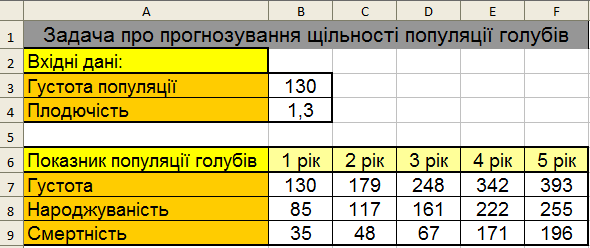 A B C D E F
1 Задача про прогнозування щільності популяції голубів
2 Вхідні дані:
3 Густота популяції 130
4 Плодючість 1,3
5
6 Показник популяції голубів 1 рік 2 рік 3 рік 4 рік 5 рік
7 Густота 130 179 248 342 393
8 Народжуваність 85 117 161 222 255
9 Смертність 35 48 67 171 196